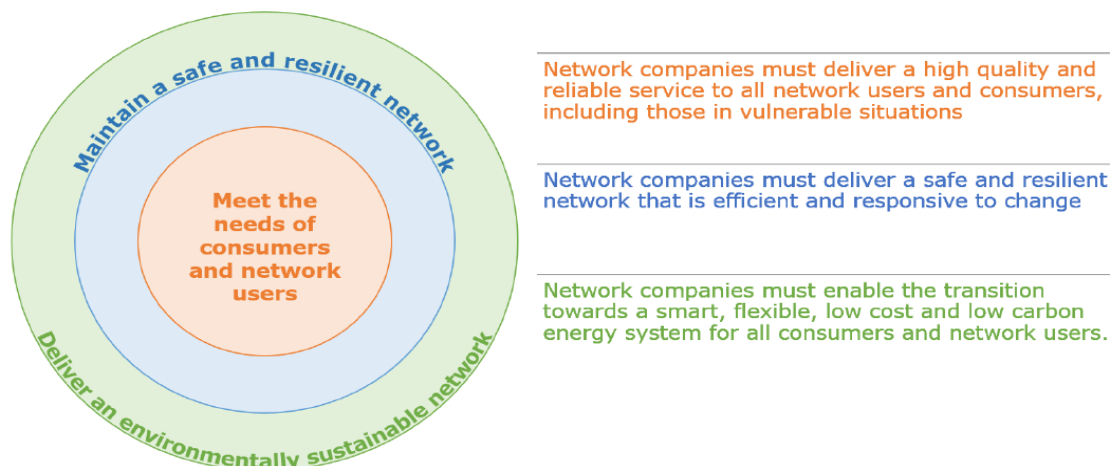 Maintain a safe and resilient network
Meet the
needs of
consumers
and network
users
Deliver an environmentally sustainable network
Network companies must deliver a high quality and
reliable service to all network users and consumers,
including those in vulnerable situations
Network companies must deliver a safe and resilient
network that is efficient and responsive to change
Network companies must enable the transition
towards a smart, flexible, low cost and low carbon
energy system for all consumers and network users.